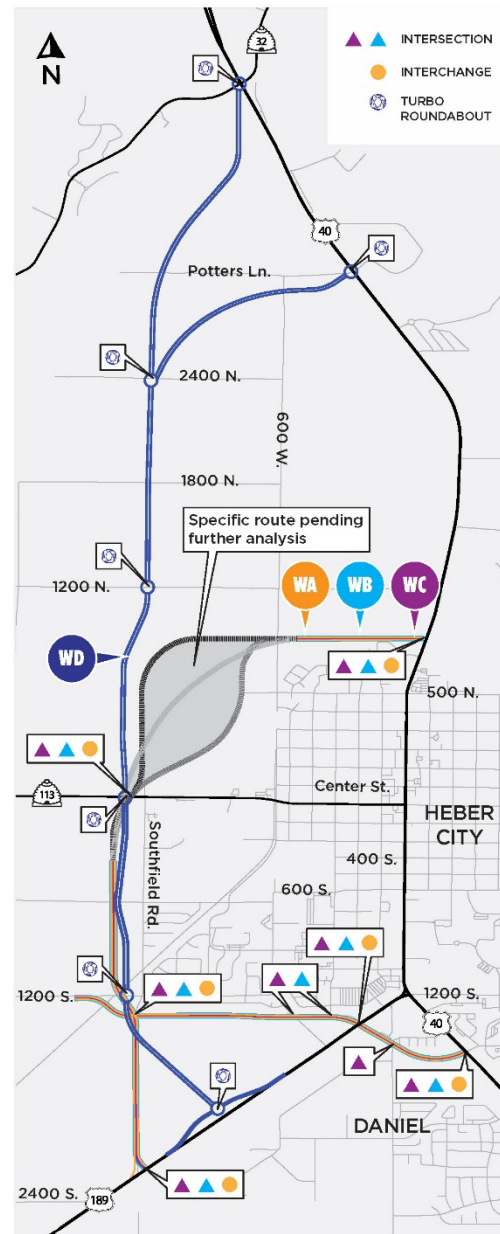 32
N
INTERSECTION
INTERCHANGE
TURBO
ROUNDABOUT
40
Potters Ln.
2400 N.
600 W.
1800 N.
Specific route pending
further analysis
1200 N.
WA
WB
WC
WD
500 N.
113
Center St.
HEBER
CITY
Southfield Rd.
400 S.
600 S.
1200 S.
1200 S.
40
DANIEL
2400 S.
189